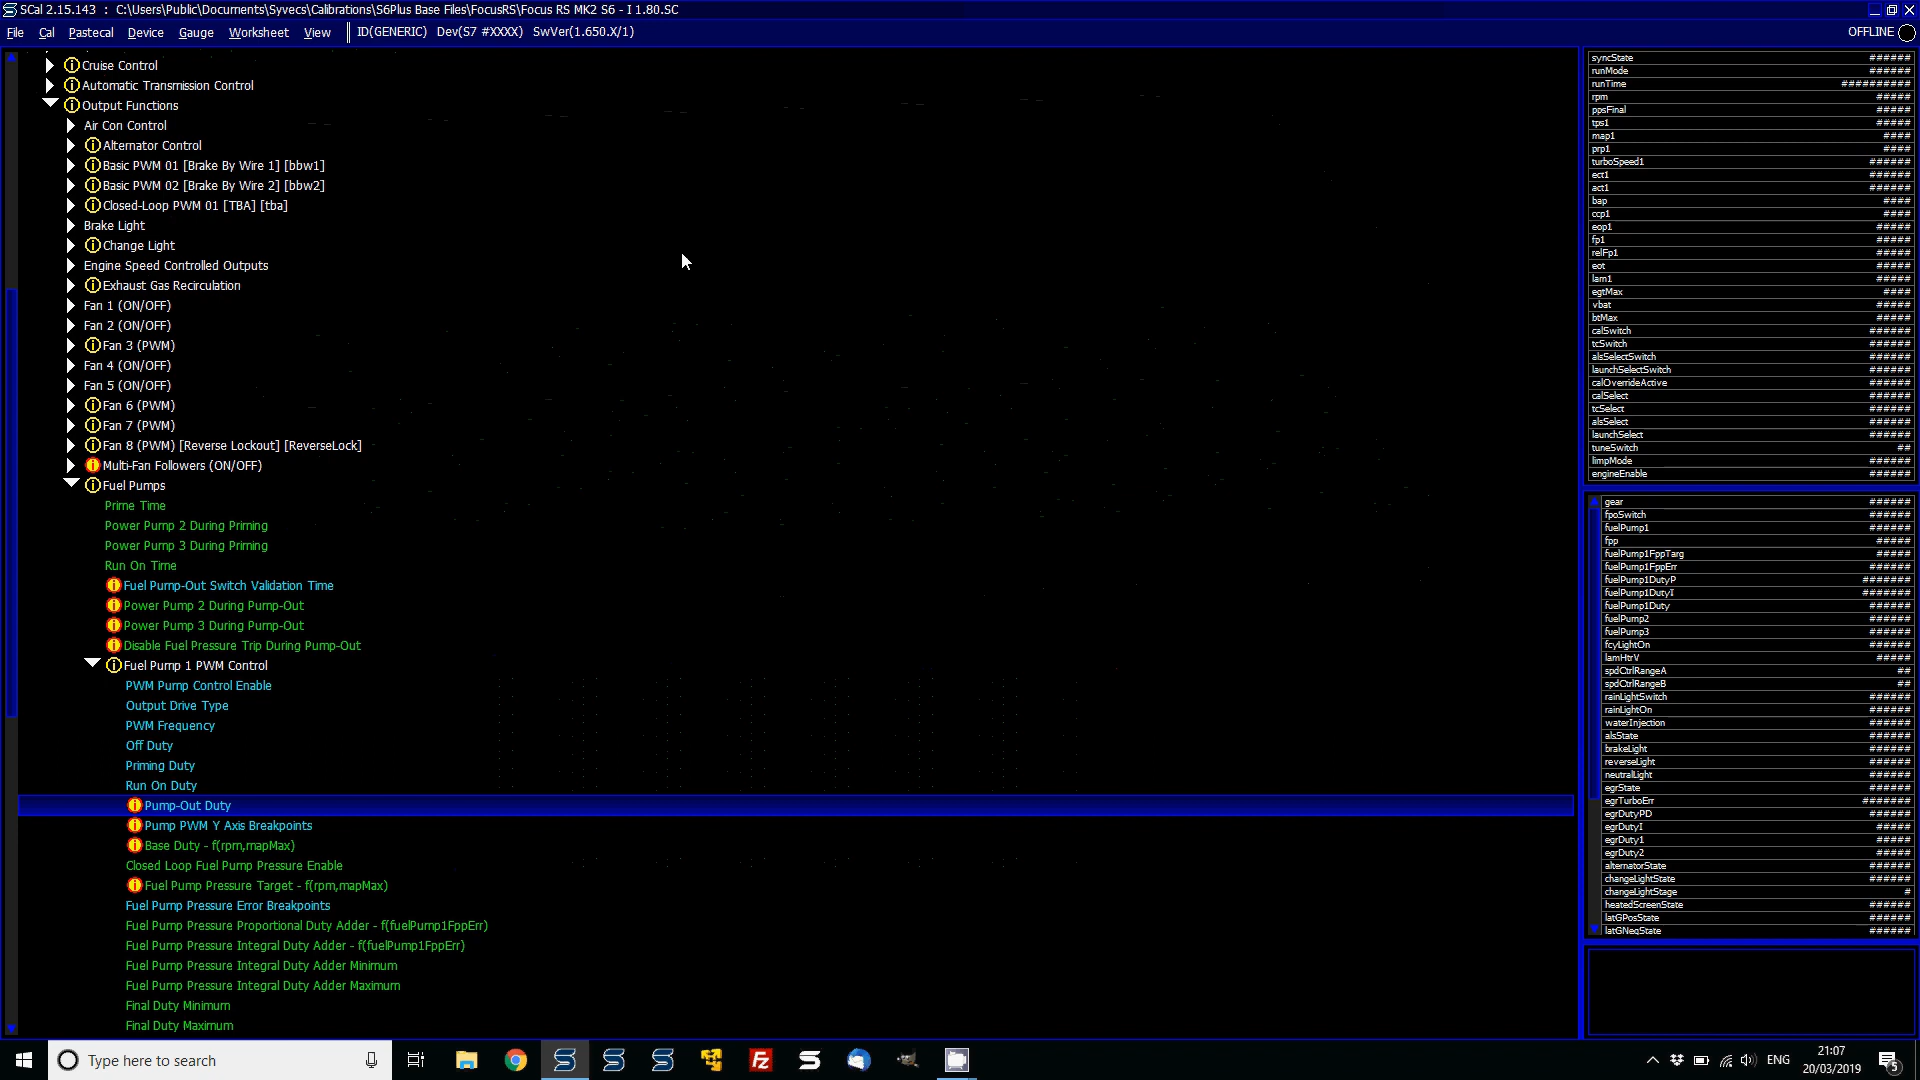 SCal 2.15.143 : C:\Users\Public\Documents\Syvecs\Calibrations\S6Plus Base Files\FocusRS\Focus RS MK2 S6 - I 1.80.SC
File Cal Pastecal Device Gauge Worksheet View ID(GENERIC) Dev(S7 #XXXX) SwVer(1.650.X/1) OFFLINE
Cruise Control
Automatic Transmission Control
Output Functions
Air Con Control
Alternator Control
Basic PWM 01 [Brake By Wire 1] [bbw1]
Basic PWM 02 [Brake By Wire 2] [bbw2]
Closed-Loop PWM 01 [TBA] [tba]
Brake Light
Change Light
Engine Speed Controlled Outputs
Exhaust Gas Recirculation
Fan 1 (ON/OFF)
Fan 2 (ON/OFF)
Fan 3 (PWM)
Fan 4 (ON/OFF)
Fan 5 (ON/OFF)
Fan 6 (PWM)
Fan 7 (PWM)
Fan 8 (PWM) [Reverse Lockout] [ReverseLock]
Multi-Fan Followers (ON/OFF)
Fuel Pumps
Prime Time
Power Pump 2 During Priming
Power Pump 3 During Priming
Run On Time
Fuel Pump-Out Switch Validation Time
Power Pump 2 During Pump-Out
Power Pump 3 During Pump-Out
Disable Fuel Pressure Trip During Pump-Out
Fuel Pump 1 PWM Control
PWM Pump Control Enable
Output Drive Type
PWM Frequency
Off Duty
Priming Duty
Run On Duty
Pump-Out Duty
Pump PWM Y Axis Breakpoints
Base Duty - f(rpm,mapMax)
Closed Loop Fuel Pump Pressure Enable
Fuel Pump Pressure Target - f(rpm,mapMax)
Fuel Pump Pressure Error Breakpoints
Fuel Pump Pressure Proportional Duty Adder - f(fuelPump1FppErr)
Fuel Pump Pressure Integral Duty Adder - f(fuelPump1FppErr)
Fuel Pump Pressure Integral Duty Adder Minimum
Fuel Pump Pressure Integral Duty Adder Maximum
Final Duty Minimum
Final Duty Maximum
syncState ######
runMode ######
runTime ##########
rpm #####
ppsFinal #####
tps1 #####
map1 ####
prp1 ####
turboSpeed1 ######
ect1 #####
act1 #####
bap ####
ccp1 ####
eop1 #####
fp1 #####
relFp1 #####
eot #####
lam1 #####
egtMax ####
vbat #####
btMax ####
calSwitch ######
tcSwitch ######
alsSelectSwitch ######
launchSelectSwitch ######
calOverrideActive ######
calSelect ######
tcSelect ######
alsSelect ######
launchSelect ######
tuneSwitch ##
limpMode ######
engineEnable ######
gear ######
fpoSwitch ######
fuelPump1 ######
fpp #####
fuelPump1FppTarg #####
fuelPump1FppErr ######
fuelPump1DutyP #######
fuelPump1DutyI #######
fuelPump1Duty ######
fuelPump2 ######
fuelPump3 ######
fcyLightOn ######
lamHtrV #####
spdCtrlRangeA ##
spdCtrlRangeB ##
rainLightSwitch ######
rainLightOn ######
waterInjection ######
alsState ######
brakeLight ######
reverseLight ######
neutralLight ######
egrState ######
egrTurboErr #######
egrDutyPD ######
egrDutyI #####
egrDuty1 #####
egrDuty2 #####
alternatorState ######
changeLightState ######
changeLightStage #
heatedScreenState ######
latGPosState ######
latGNegState ######
Type here to search
ENG
21:07
20/03/2019
5